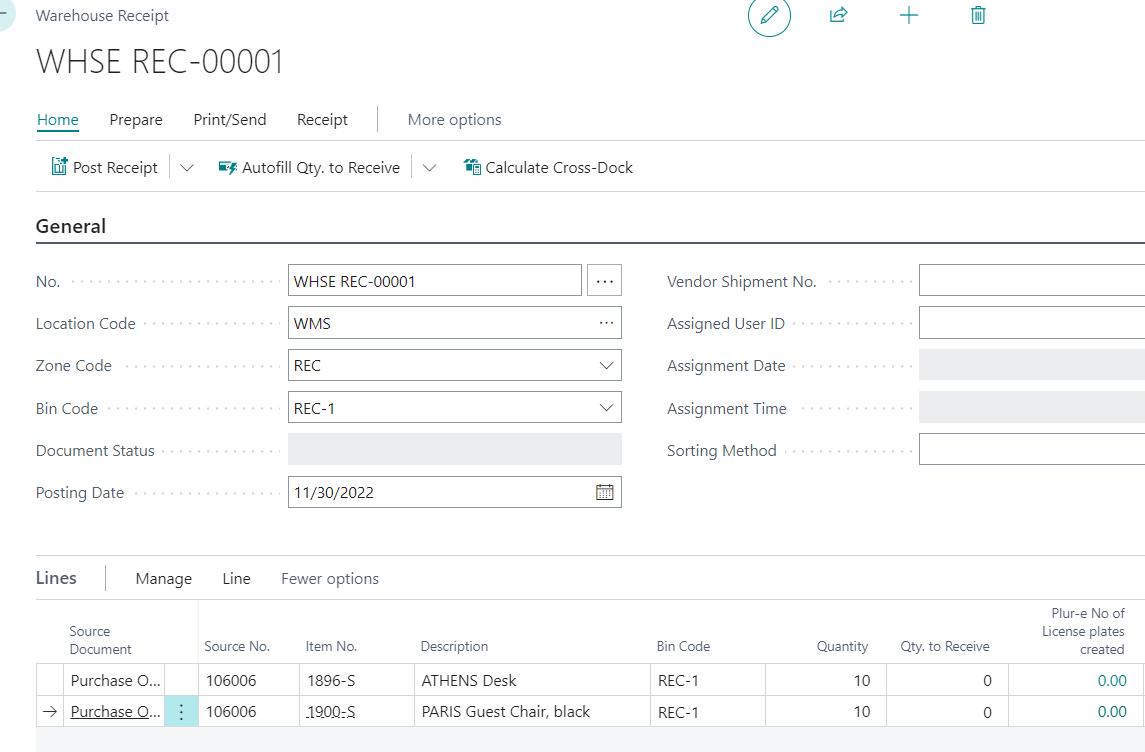 Warehouse Receipt
WHSE REC-00001
Home Prepare Print/Send Receipt More options
Post Receipt Autofill Qty. to Receive Calculate Cross-Dock
General
No. WHSE REC-00001 ... Vendor Shipment No.
Location Code WMS ... Assigned User ID
Zone Code REC Assignment Date
Bin Code REC-1 Assignment Time
Document Status Sorting Method
Posting Date 11/30/2022
Lines Manage Line Fewer options
Source
Document Source No. Item No. Description Bin Code Quantity Qty. to Receive Plur-e No of
License plates
created
Purchase O... 106006 1896-S ATHENS Desk REC-1 10 0 0.00
Purchase O... 106006 1900-S PARIS Guest Chair, black REC-1 10 0 0.00